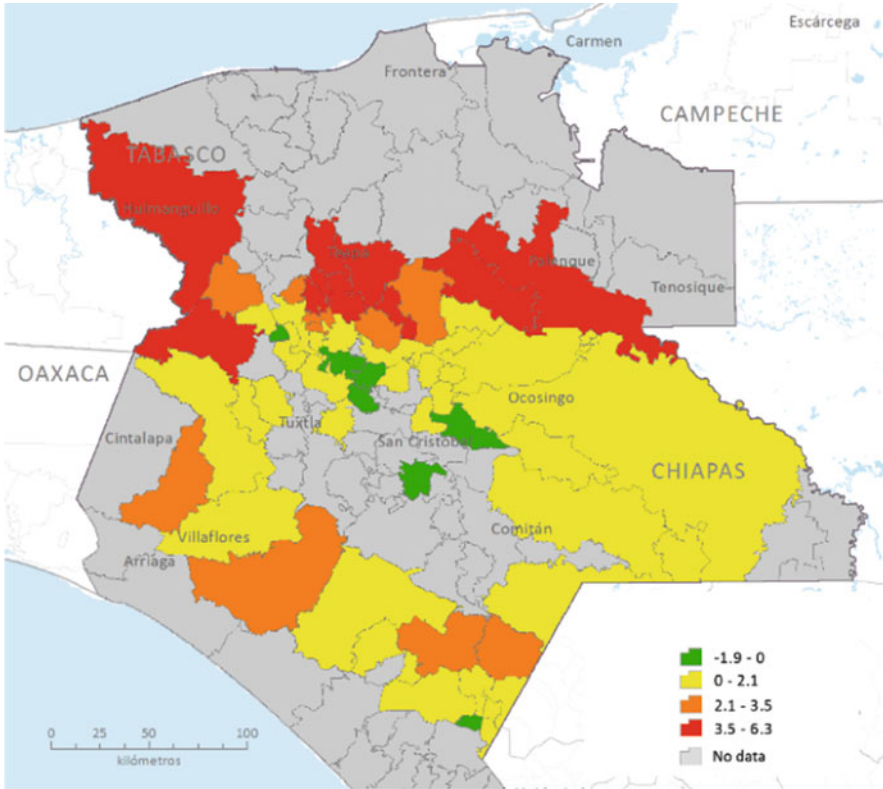 Escárcega
Carmen
Frontera
CAMPECHE
TABASCO
Huimanguillo
Teapa
Palenque
Tenosique
OAXACA
Ocosingo
Tuxtla
Cintalapa
San Cristóbal
CHIAPAS
Comitán
Villaflores
Arriaga
-1.9 - 0
0 - 2.1
2.1 - 3.5
3.5 - 6.3
No data
0 50 100
kilómetros